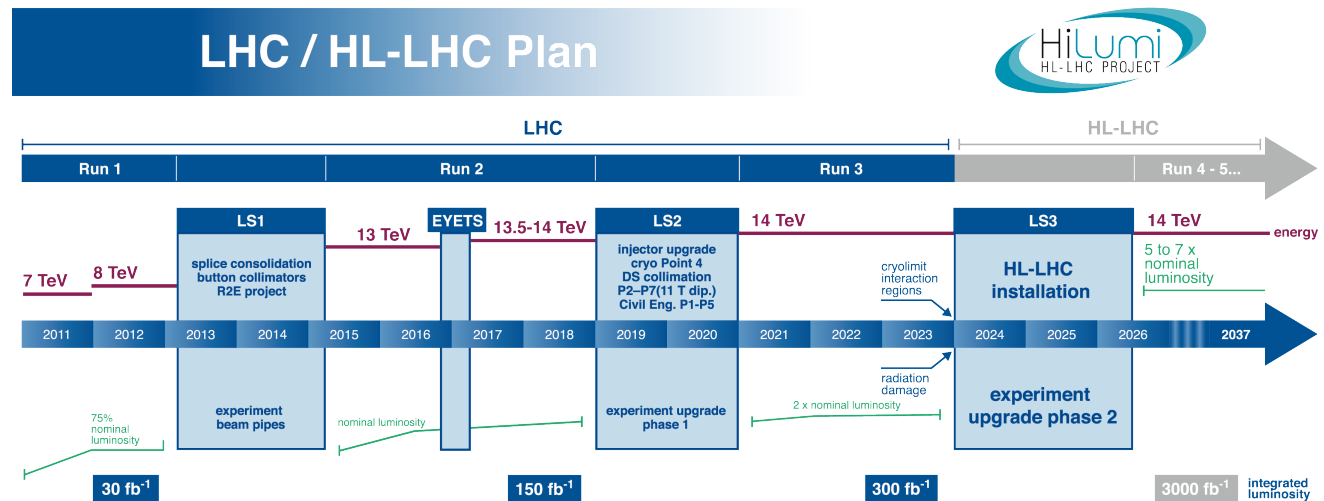 LHC / HL-LHC Plan
HiLumi
HL-LHC PROJECT
LHC
HL-LHC
Run 1
Run 2
Run 3
Run 4 - 5...
LS1
EYETS
LS2
LS3
13 TeV
13.5-14 TeV
14 TeV
14 TeV
energy
7 TeV
8 TeV
splice consolidation
button collimators
R2E project
injector upgrade
cryo Point 4
DS collimation
P2–P7(11 T dip.)
Civil Eng. P1-P5
cryolimit
interaction
regions
HL-LHC
installation
5 to 7 x
nominal
luminosity
2011
2012
2013
2014
2015
2016
2017
2018
2019
2020
2021
2022
2023
2024
2025
2026
2037
radiation
damage
75%
nominal
luminosity
experiment
beam pipes
nominal luminosity
experiment upgrade
phase 1
2 x nominal luminosity
experiment
upgrade phase 2
30 fb-1
150 fb-1
300 fb-1
3000 fb-1
integrated
luminosity